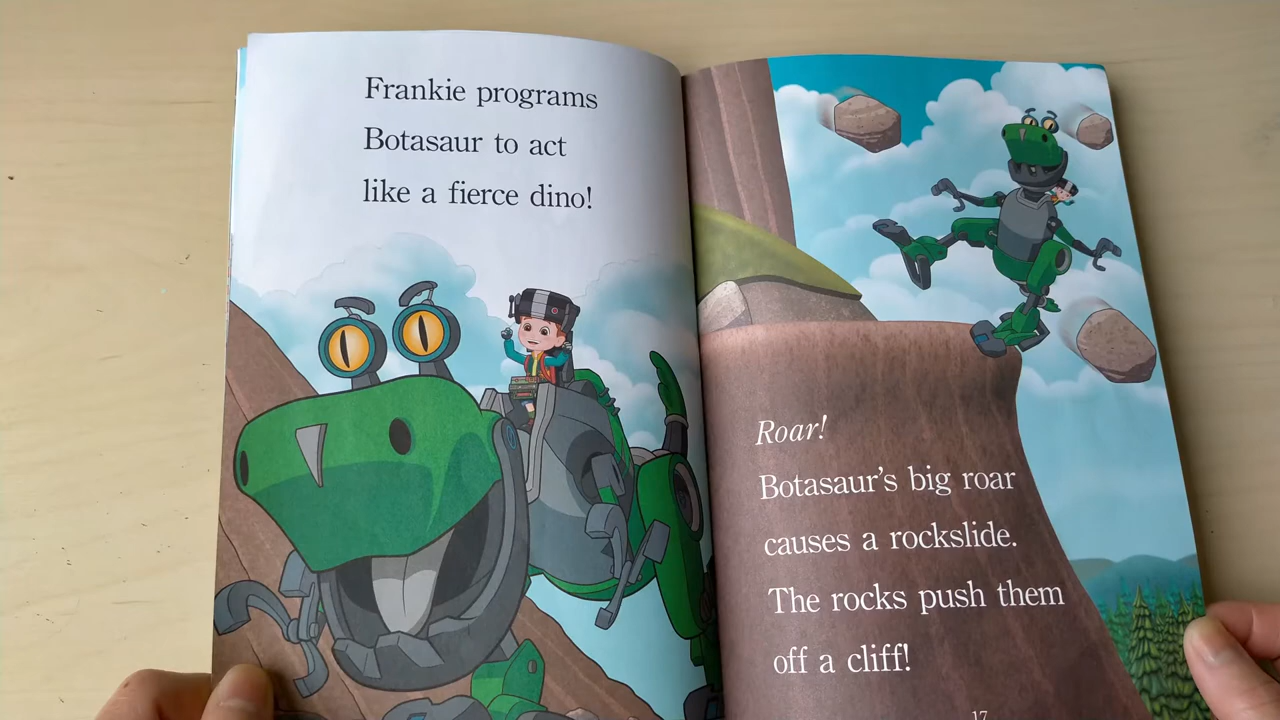 Frankie programs
Botasaur to act
like a fierce dino!
Roar!
Botasaur's big roar
causes a rockslide.
The rocks push them
off a cliff!
17